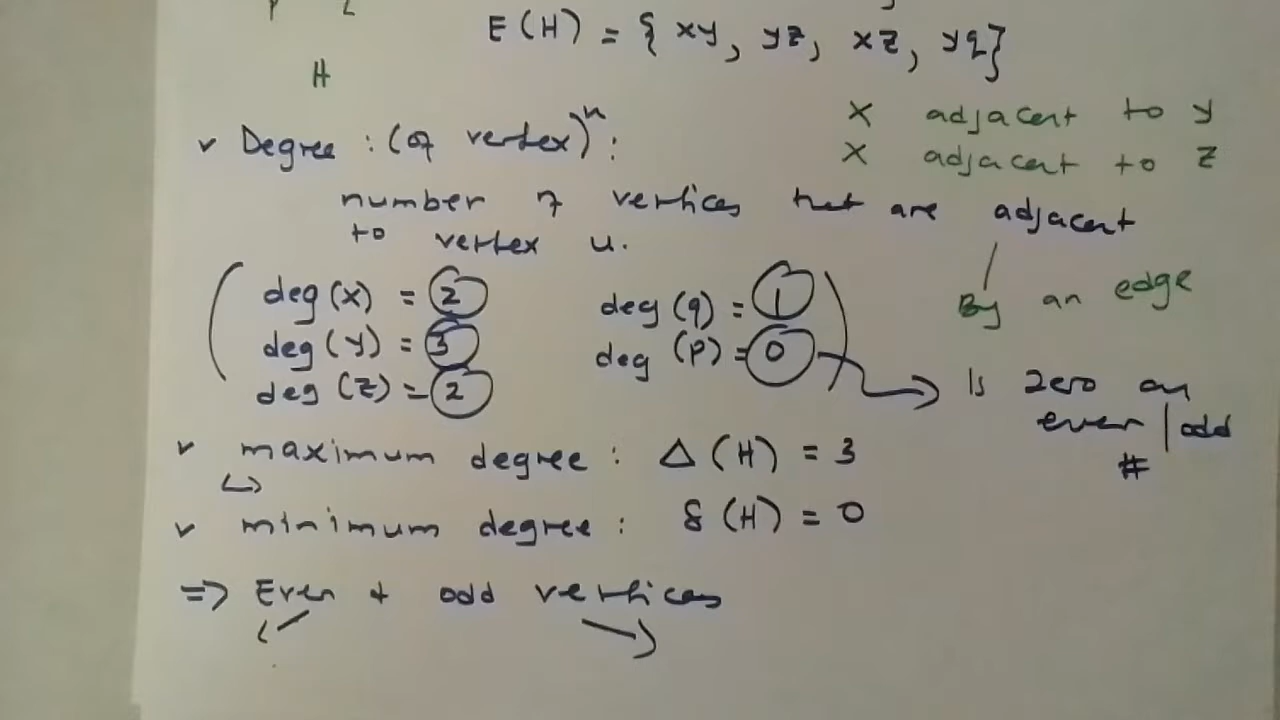 E(H) = { xy, yz, xz, yq}
H
x adjacent to y
✓ Degree : (of vertex)ⁿ :
x adjacent to z
number of vertices that are adjacent
to vertex u.
By an edge
deg(x) = 2 deg(q) = 1
deg(y) = 3 deg(p) = 0
deg(z) = 2
Is zero an
even | odd
#
✓ maximum degree : Δ(H) = 3
✓ minimum degree : δ(H) = 0
=> Even + odd vertices